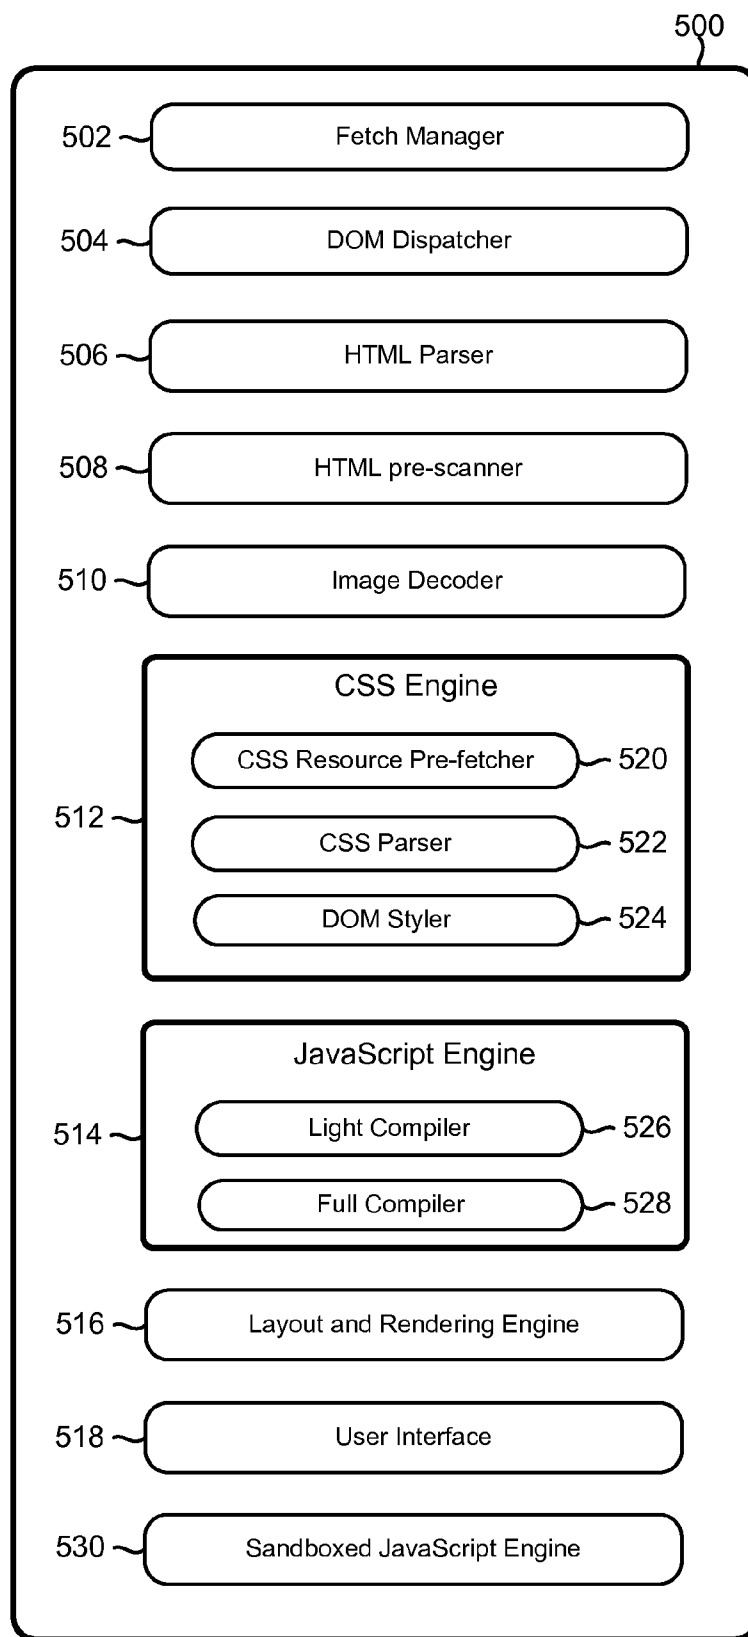 500
502 Fetch Manager
504 DOM Dispatcher
506 HTML Parser
508 HTML pre-scanner
510 Image Decoder
CSS Engine
CSS Resource Pre-fetcher 520
512
CSS Parser 522
DOM Styler 524
JavaScript Engine
514 Light Compiler 526
Full Compiler 528
516 Layout and Rendering Engine
518 User Interface
530 Sandboxed JavaScript Engine